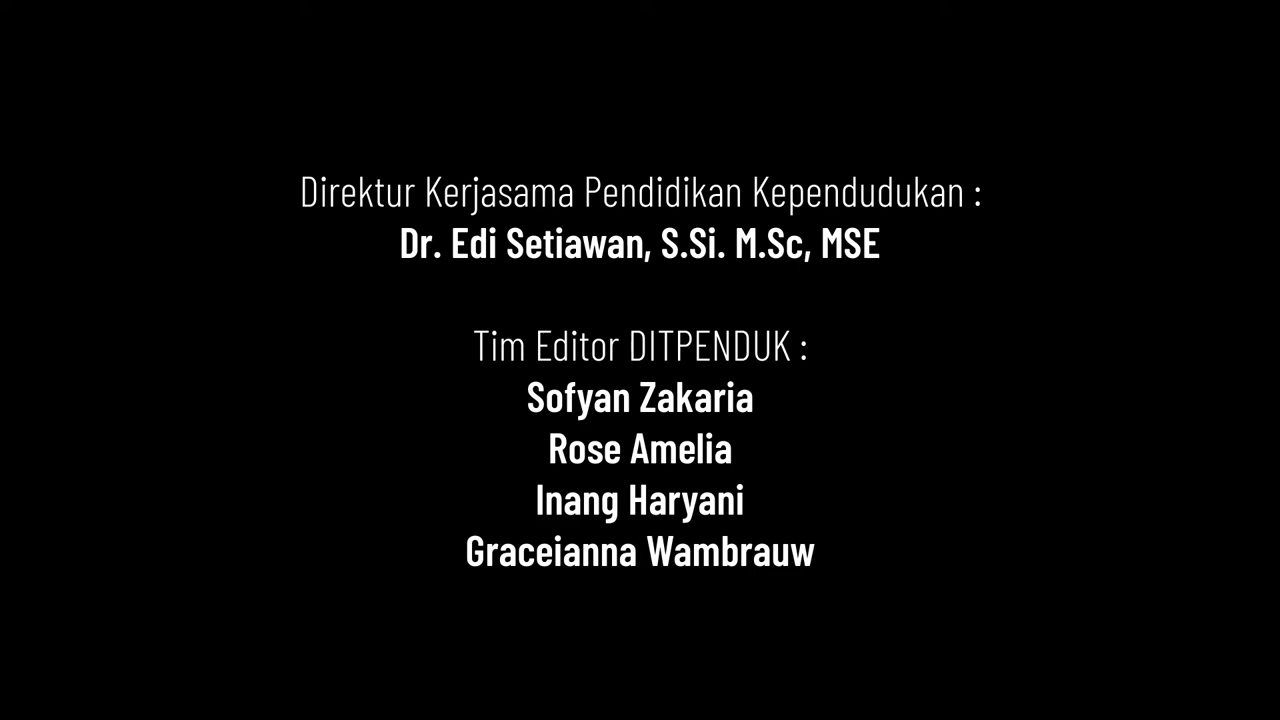 Direktur Kerjasama Pendidikan Kependudukan :
Dr. Edi Setiawan, S.Si. M.Sc, MSE
Tim Editor DITPENDUK :
Sofyan Zakaria
Rose Amelia
Inang Haryani
Graceianna Wambrauw